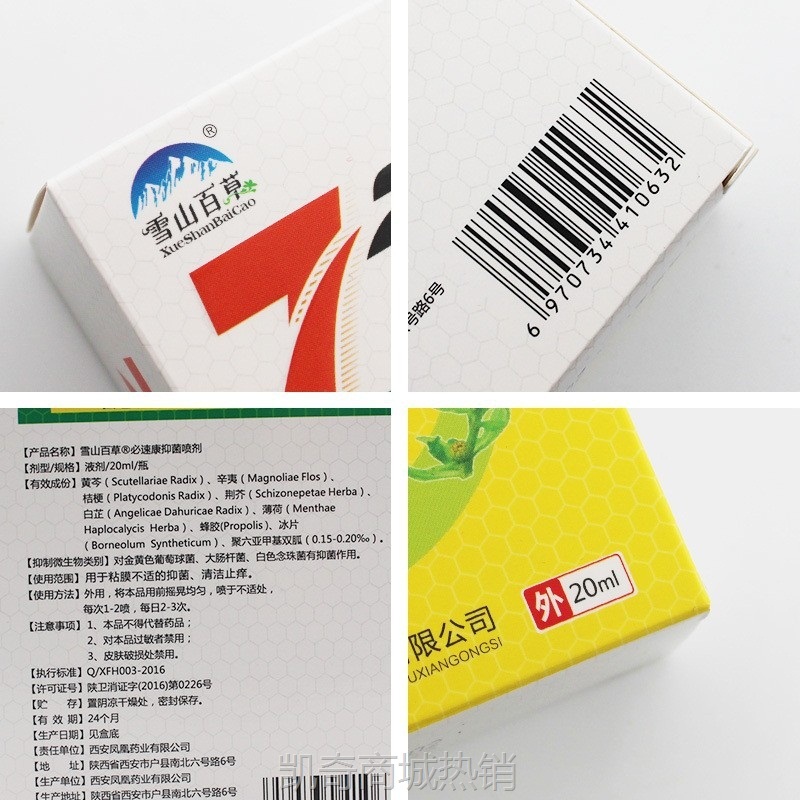 ®
雪山百草
XueShanBaiCao
7
号路6号
6 970734 410632
【产品名称】雪山百草®必速康抑菌喷剂
【剂型/规格】液剂/20ml/瓶
【有效成份】黄芩（Scutellariae Radix）、辛夷（Magnoliae Flos）、
桔梗（Platycodonis Radix）、荆芥（Schizonepetae Herba）、
白芷（Angelicae Dahuricae Radix）、薄荷（Menthae
Haplocalycis Herba）、蜂胶(Propolis)、冰片
（Borneolum Syntheticum）、聚六亚甲基双胍（0.15-0.20‰）。
【抑制微生物类别】对金黄色葡萄球菌、大肠杆菌、白色念珠菌有抑菌作用。
【使用范围】用于粘膜不适的抑菌、清洁止痒。
【使用方法】外用，将本品用前摇晃均匀，喷于不适处，
每次1-2喷，每日2-3次。
【注意事项】1、本品不得代替药品；
2、对本品过敏者禁用；
3、皮肤破损处禁用。
【执行标准】Q/XFH003-2016
【许可证号】陕卫消证字(2016)第0226号
【贮 存】置阴凉干燥处，密封保存。
【有 效 期】24个月
【生产日期】见盒底
【责任单位】西安凤凰药业有限公司
【地 址】陕西省西安市户县南北六号路6号
【生产单位】西安凤凰药业有限公司
【生产地址】陕西省西安市户县南北六号路6号
外 20ml
限公司
UXIANGONGSI
凯奇商城热销